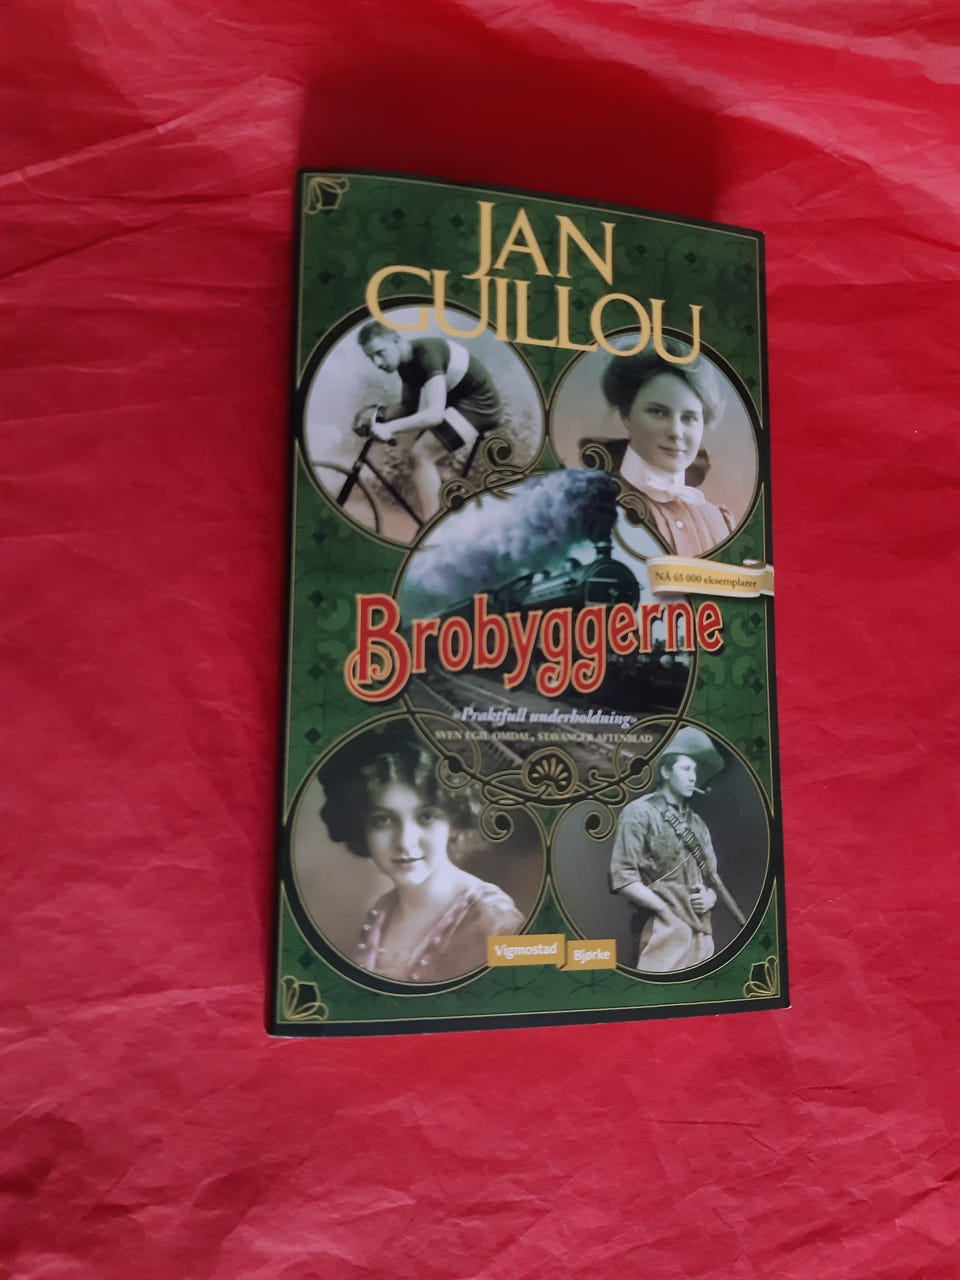 JAN
GUILLOU
NÅ 65 000 eksemplarer
Brobyggerne
»Praktfull underholdning»
SVEN EGIL OMDAL, STAVANGER AFTENBLAD
Vigmostad
Bjørke